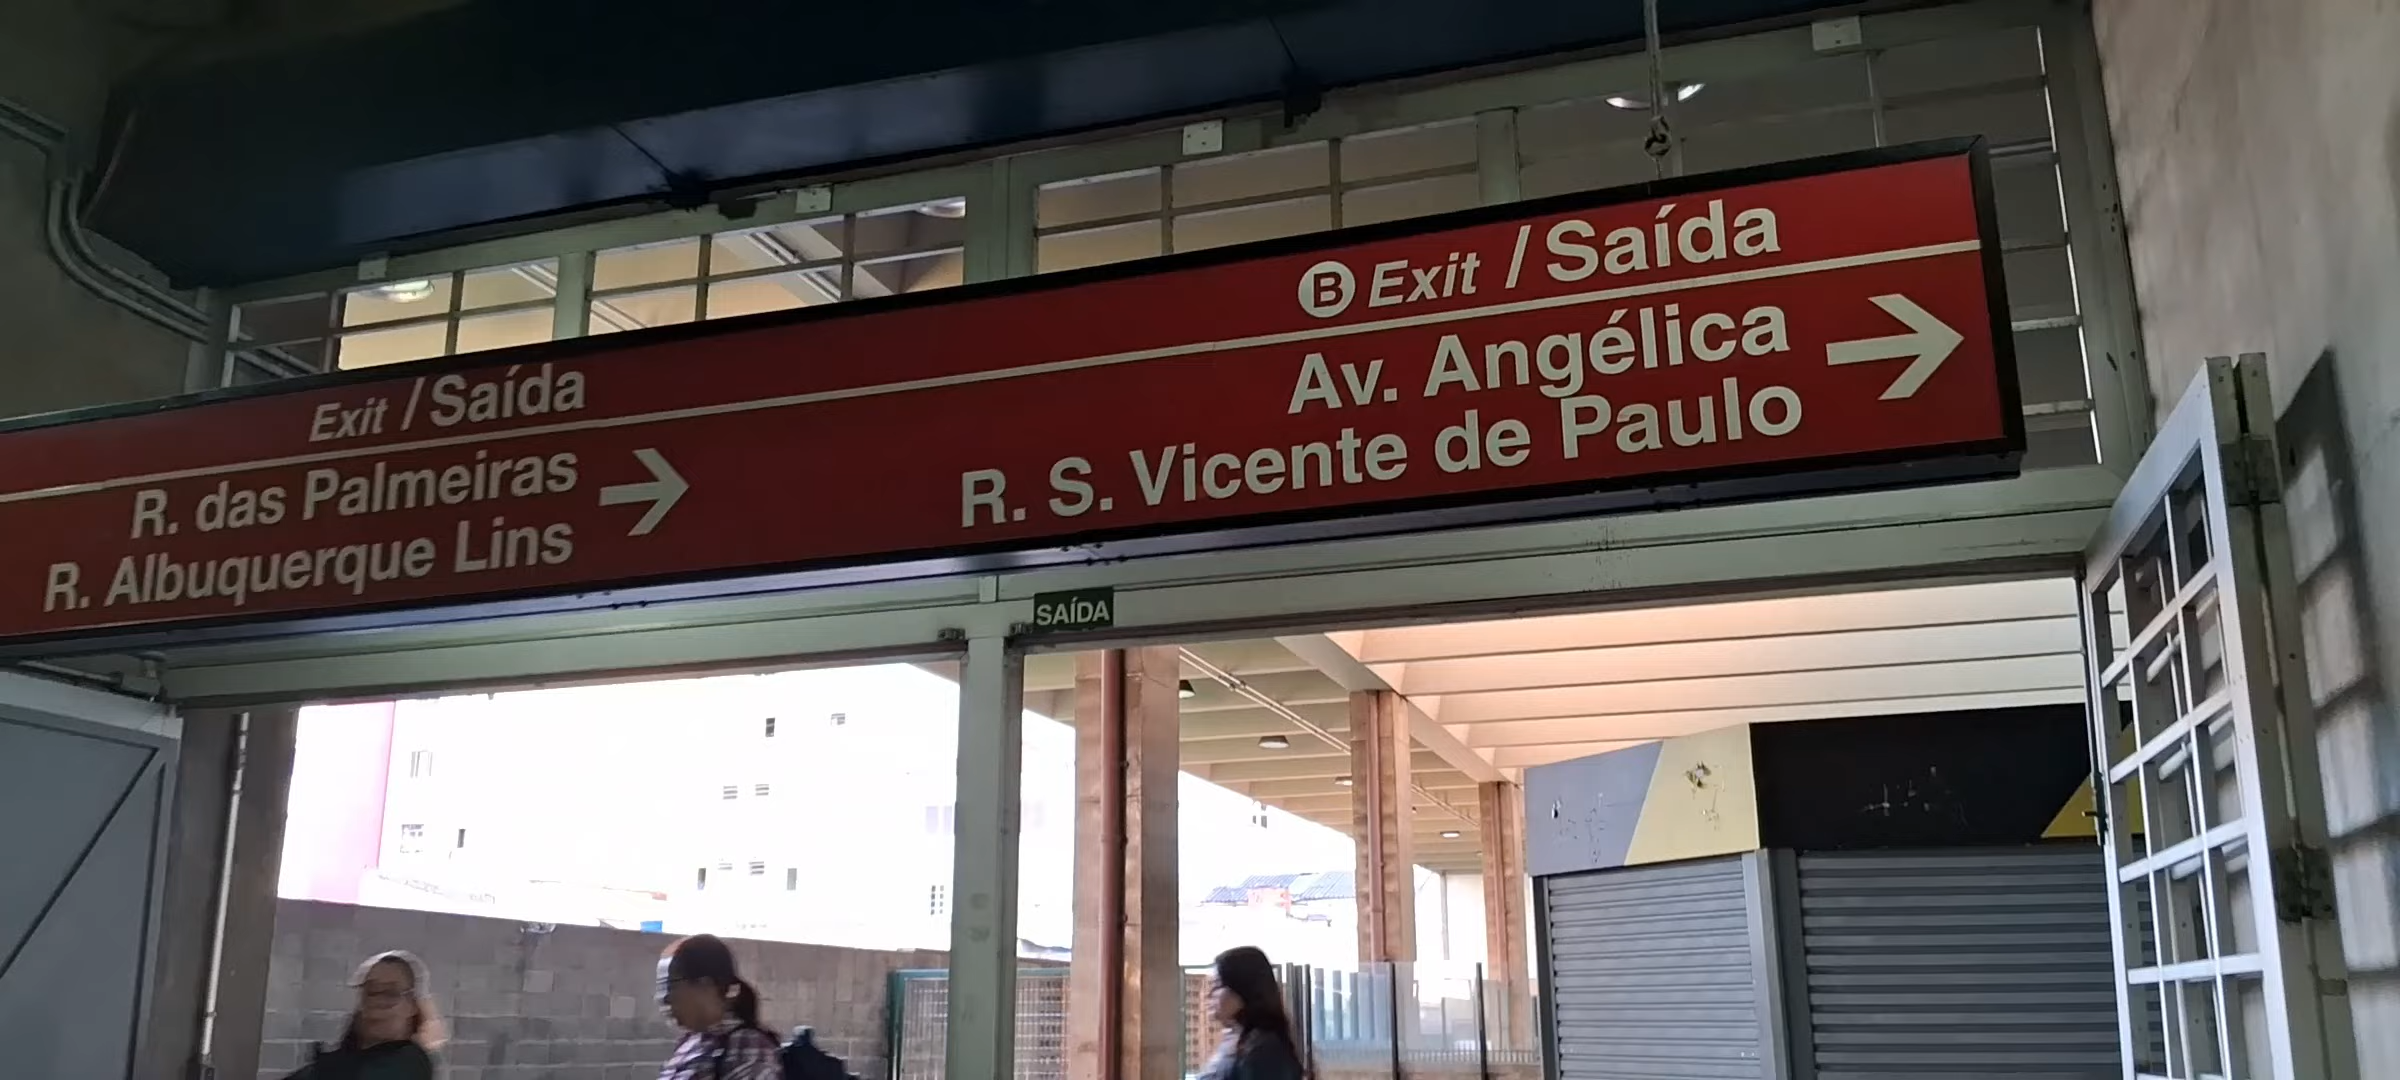 Exit / Saída
R. das Palmeiras
R. Albuquerque Lins
B Exit / Saída
Av. Angélica
R. S. Vicente de Paulo
SAÍDA